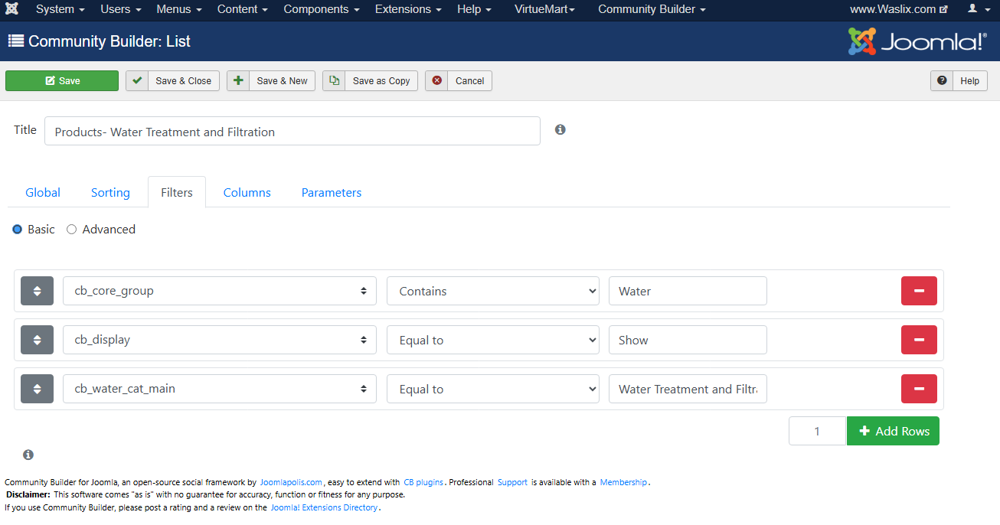 System Users Menus Content Components Extensions Help VirtueMart Community Builder www.Waslix.com
Community Builder: List Joomla!®
Save Save & Close Save & New Save as Copy Cancel Help
Title Products- Water Treatment and Filtration
Global Sorting Filters Columns Parameters
Basic Advanced
cb_core_group Contains Water
cb_display Equal to Show
cb_water_cat_main Equal to Water Treatment and Filtr
1 Add Rows
Community Builder for Joomla, an open-source social framework by Joomlapolis.com, easy to extend with CB plugins. Professional Support is available with a Membership.
Disclaimer: This software comes "as is" with no guarantee for accuracy, function or fitness for any purpose.
If you use Community Builder, please post a rating and a review on the Joomla! Extensions Directory.